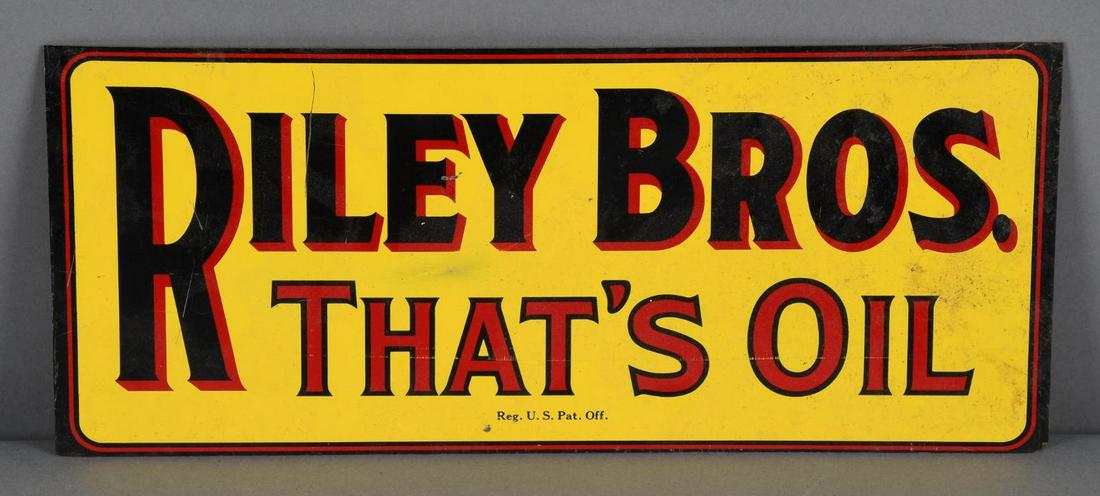 RILEY BROS.
THAT'S OIL
Reg. U. S. Pat. Off.